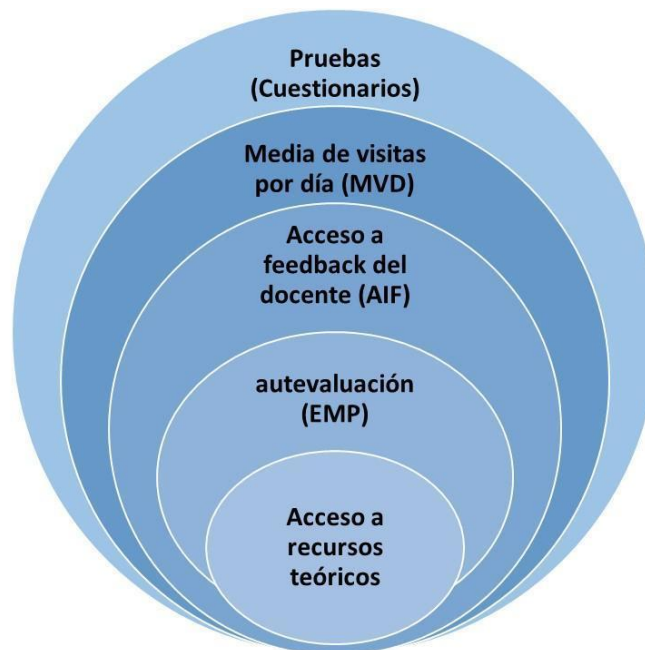 Pruebas
(Cuestionarios)
Media de visitas
por día (MVD)
Acceso a
feedback del
docente (AIF)
autevaluación
(EMP)
Acceso a
recursos
teóricos